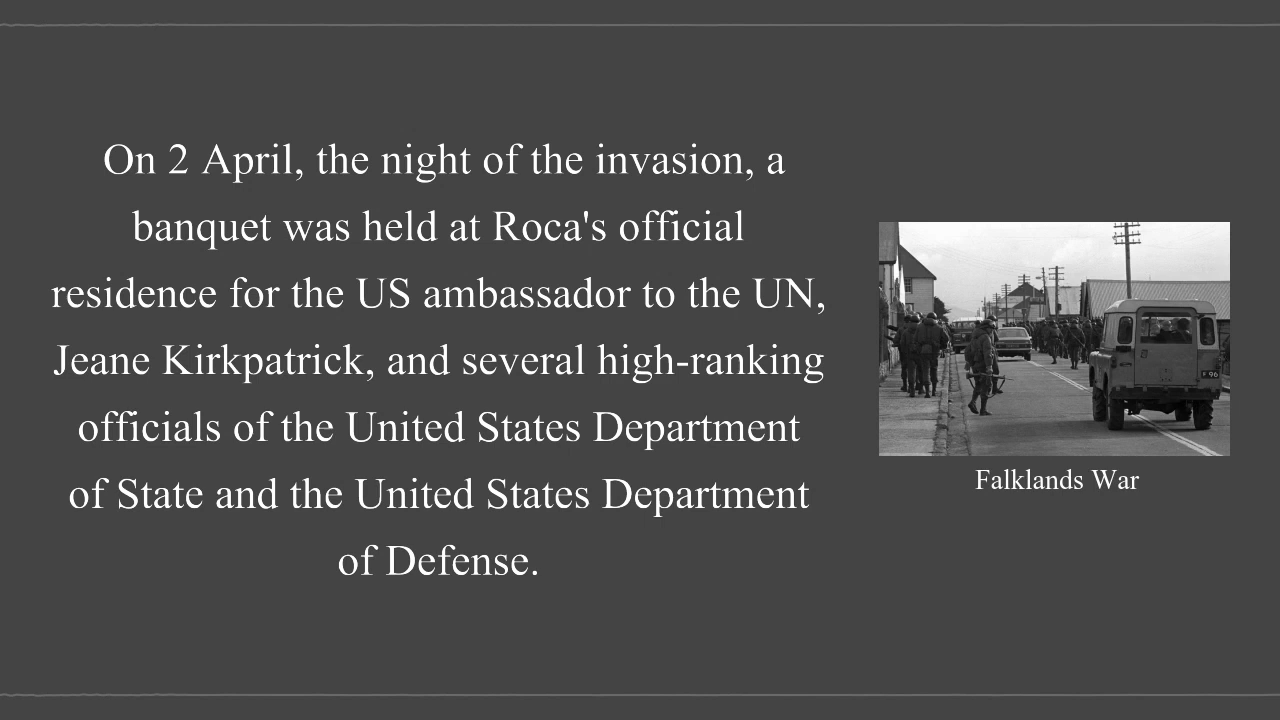 On 2 April, the night of the invasion, a
banquet was held at Roca's official
residence for the US ambassador to the UN,
Jeane Kirkpatrick, and several high-ranking
officials of the United States Department
of State and the United States Department
of Defense.
F 96
Falklands War